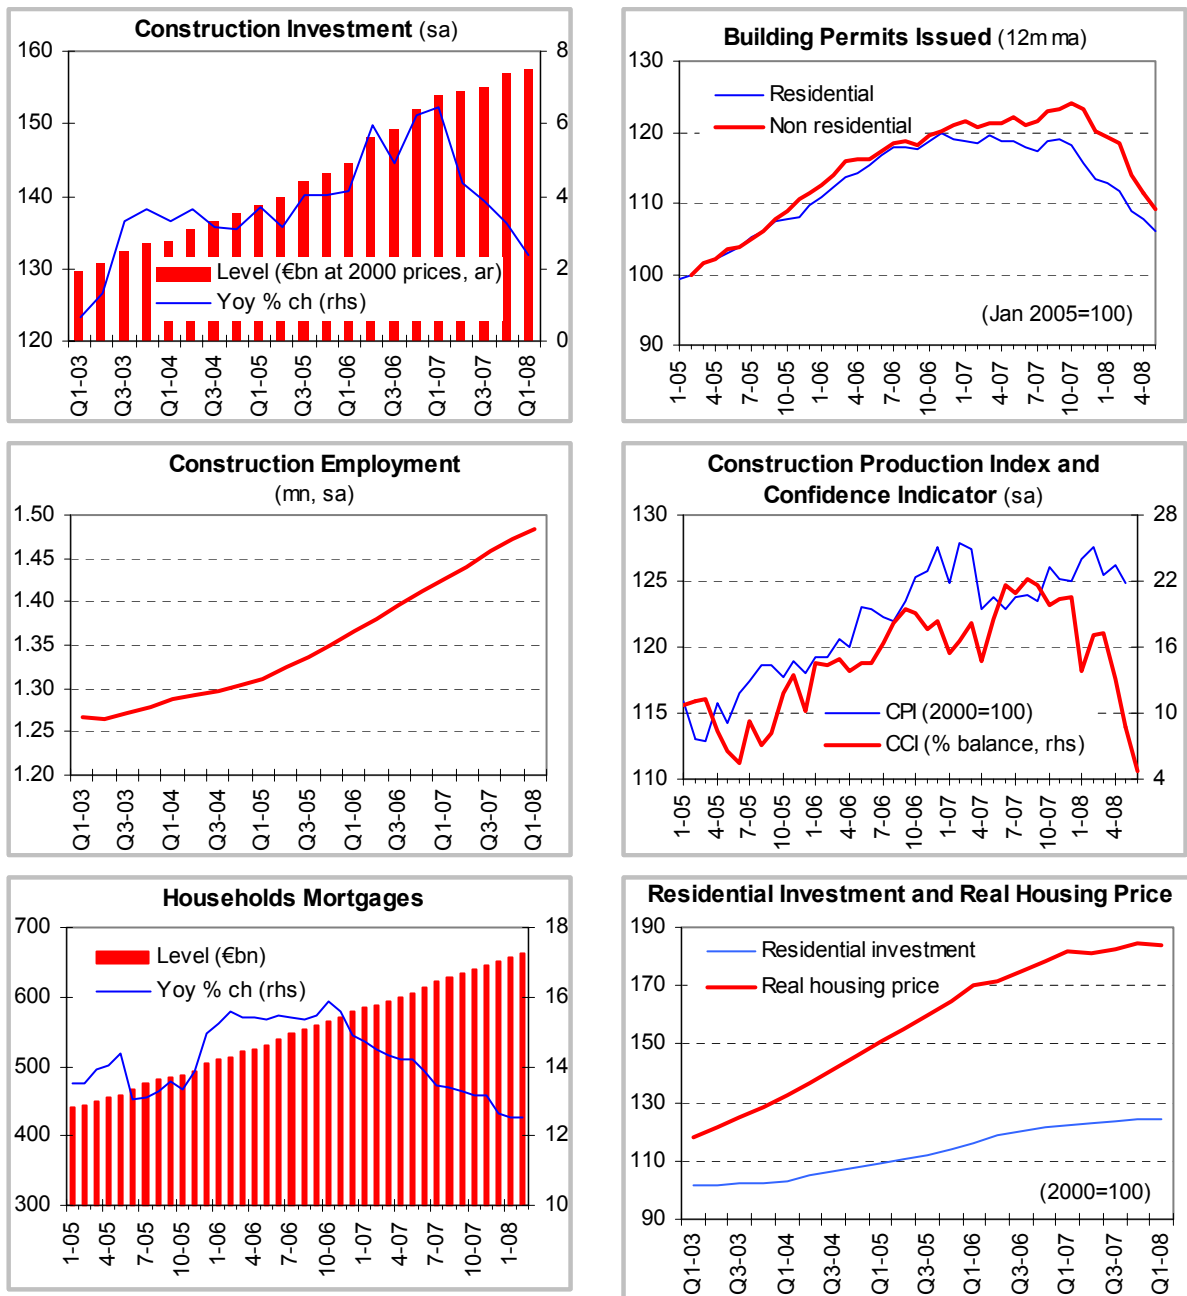 Construction Investment (sa)
160
150
140
130
120
8
6
4
2
0
Level (€bn at 2000 prices, ar)
Yoy % ch (rhs)
Q1-03
Q3-03
Q1-04
Q3-04
Q1-05
Q3-05
Q1-06
Q3-06
Q1-07
Q3-07
Q1-08
Building Permits Issued (12m ma)
130
120
110
100
90
Residential
Non residential
(Jan 2005=100)
1-05
4-05
7-05
10-05
1-06
4-06
7-06
10-06
1-07
4-07
7-07
10-07
1-08
4-08
Construction Employment
(mn, sa)
1.50
1.45
1.40
1.35
1.30
1.25
1.20
Q1-03
Q3-03
Q1-04
Q3-04
Q1-05
Q3-05
Q1-06
Q3-06
Q1-07
Q3-07
Q1-08
Construction Production Index and
Confidence Indicator (sa)
130
125
120
115
110
28
22
16
10
4
CPI (2000=100)
CCI (% balance, rhs)
1-05
4-05
7-05
10-05
1-06
4-06
7-06
10-06
1-07
4-07
7-07
10-07
1-08
4-08
Households Mortgages
700
600
500
400
300
18
16
14
12
10
Level (€bn)
Yoy % ch (rhs)
1-05
4-05
7-05
10-05
1-06
4-06
7-06
10-06
1-07
4-07
7-07
10-07
1-08
Residential Investment and Real Housing Price
190
170
150
130
110
90
Residential investment
Real housing price
(2000=100)
Q1-03
Q3-03
Q1-04
Q3-04
Q1-05
Q3-05
Q1-06
Q3-06
Q1-07
Q3-07
Q1-08